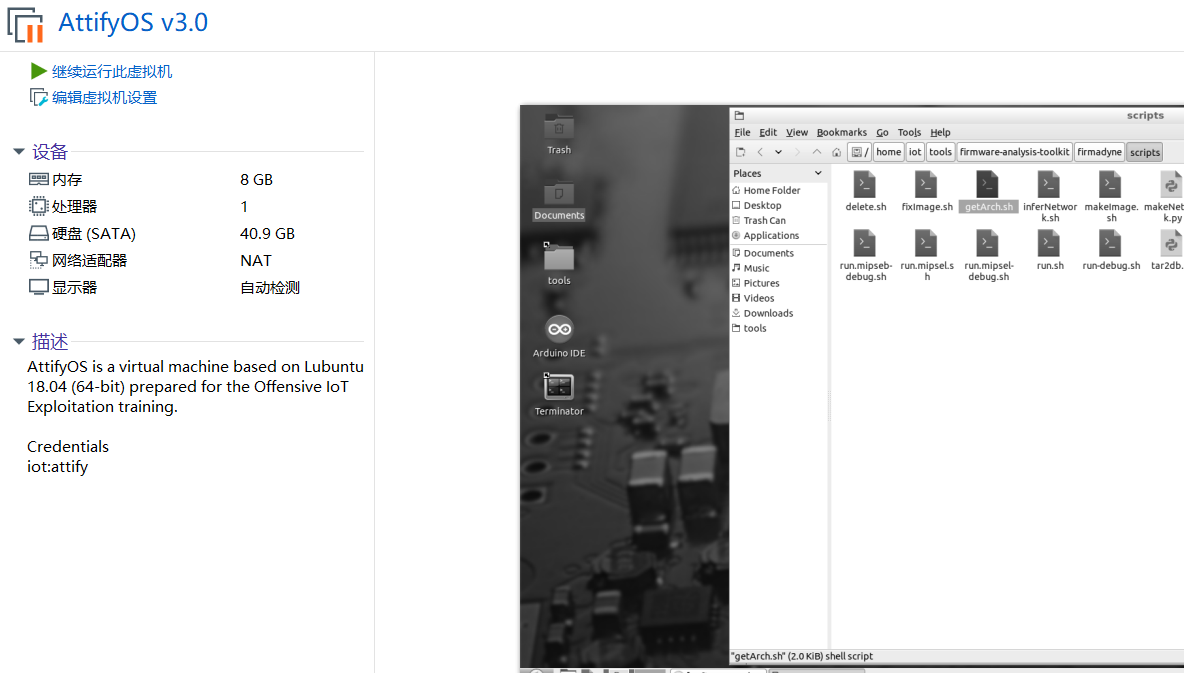 AttifyOS v3.0
继续运行此虚拟机
编辑虚拟机设置
设备
内存 8 GB
处理器 1
硬盘 (SATA) 40.9 GB
网络适配器 NAT
显示器 自动检测
描述
AttifyOS is a virtual machine based on Lubuntu
18.04 (64-bit) prepared for the Offensive IoT
Exploitation training.
Credentials
iot:attify
Trash
Documents
tools
Arduino IDE
Terminator
scripts
File Edit View Bookmarks Go Tools Help
/ home iot tools firmware-analysis-toolkit firmadyne scripts
Places
Home Folder
Desktop
Trash Can
Applications
Documents
Music
Pictures
Videos
Downloads
tools
delete.sh fixImage.sh getArch.sh inferNetwor makeImage. makeNet
k.sh sh k.py
run.mipseb- run.mipsel.s run.mipsel- run.sh run-debug.sh tar2db.
debug.sh h debug.sh
"getArch.sh" (2.0 KiB) shell script